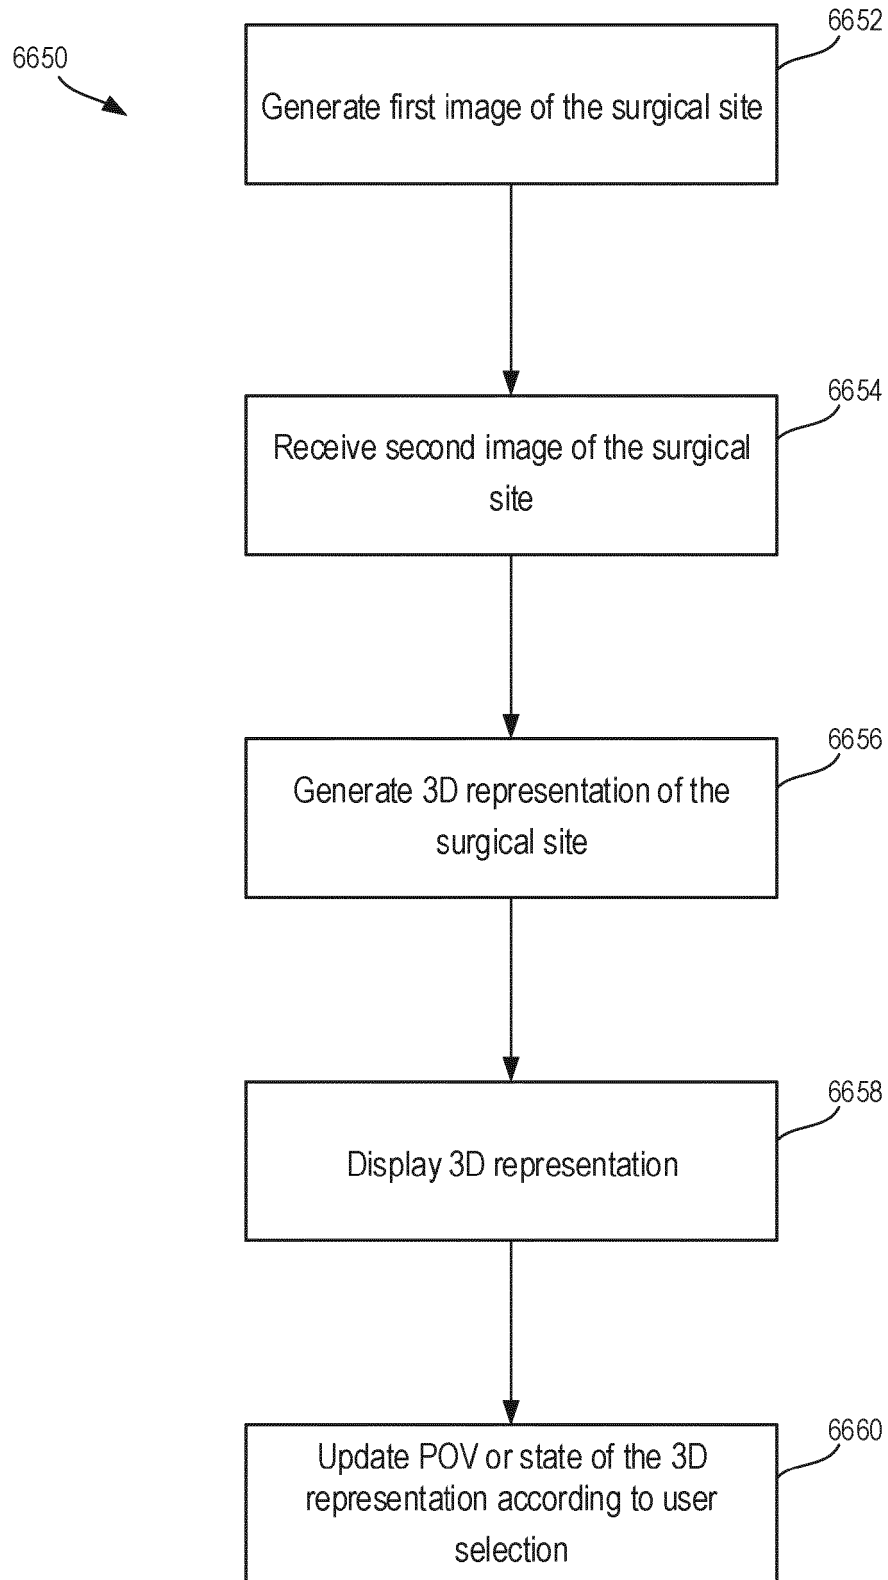 6650
6652
Generate first image of the surgical site
6654
Receive second image of the surgical
site
6656
Generate 3D representation of the
surgical site
6658
Display 3D representation
6660
Update POV or state of the 3D
representation according to user
selection